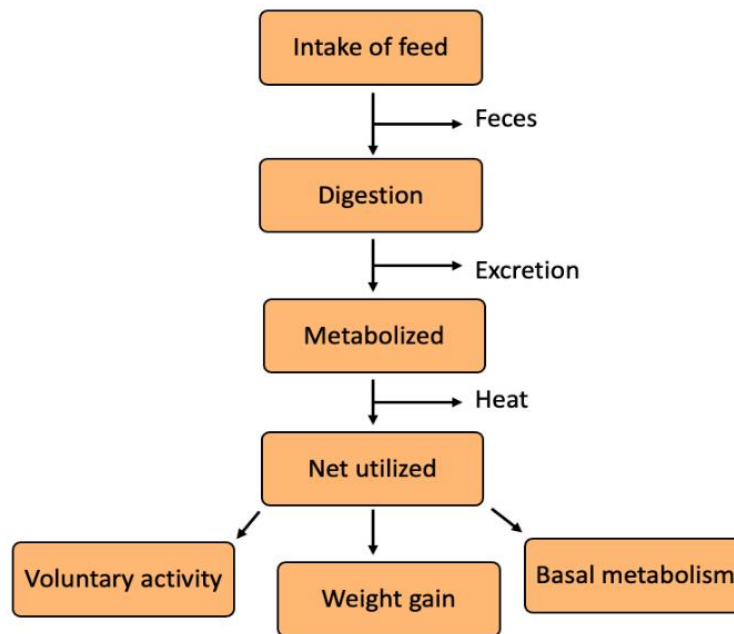 Intake of feed
Feces
Digestion
Excretion
Metabolized
Heat
Net utilized
Voluntary activity
Weight gain
Basal metabolism